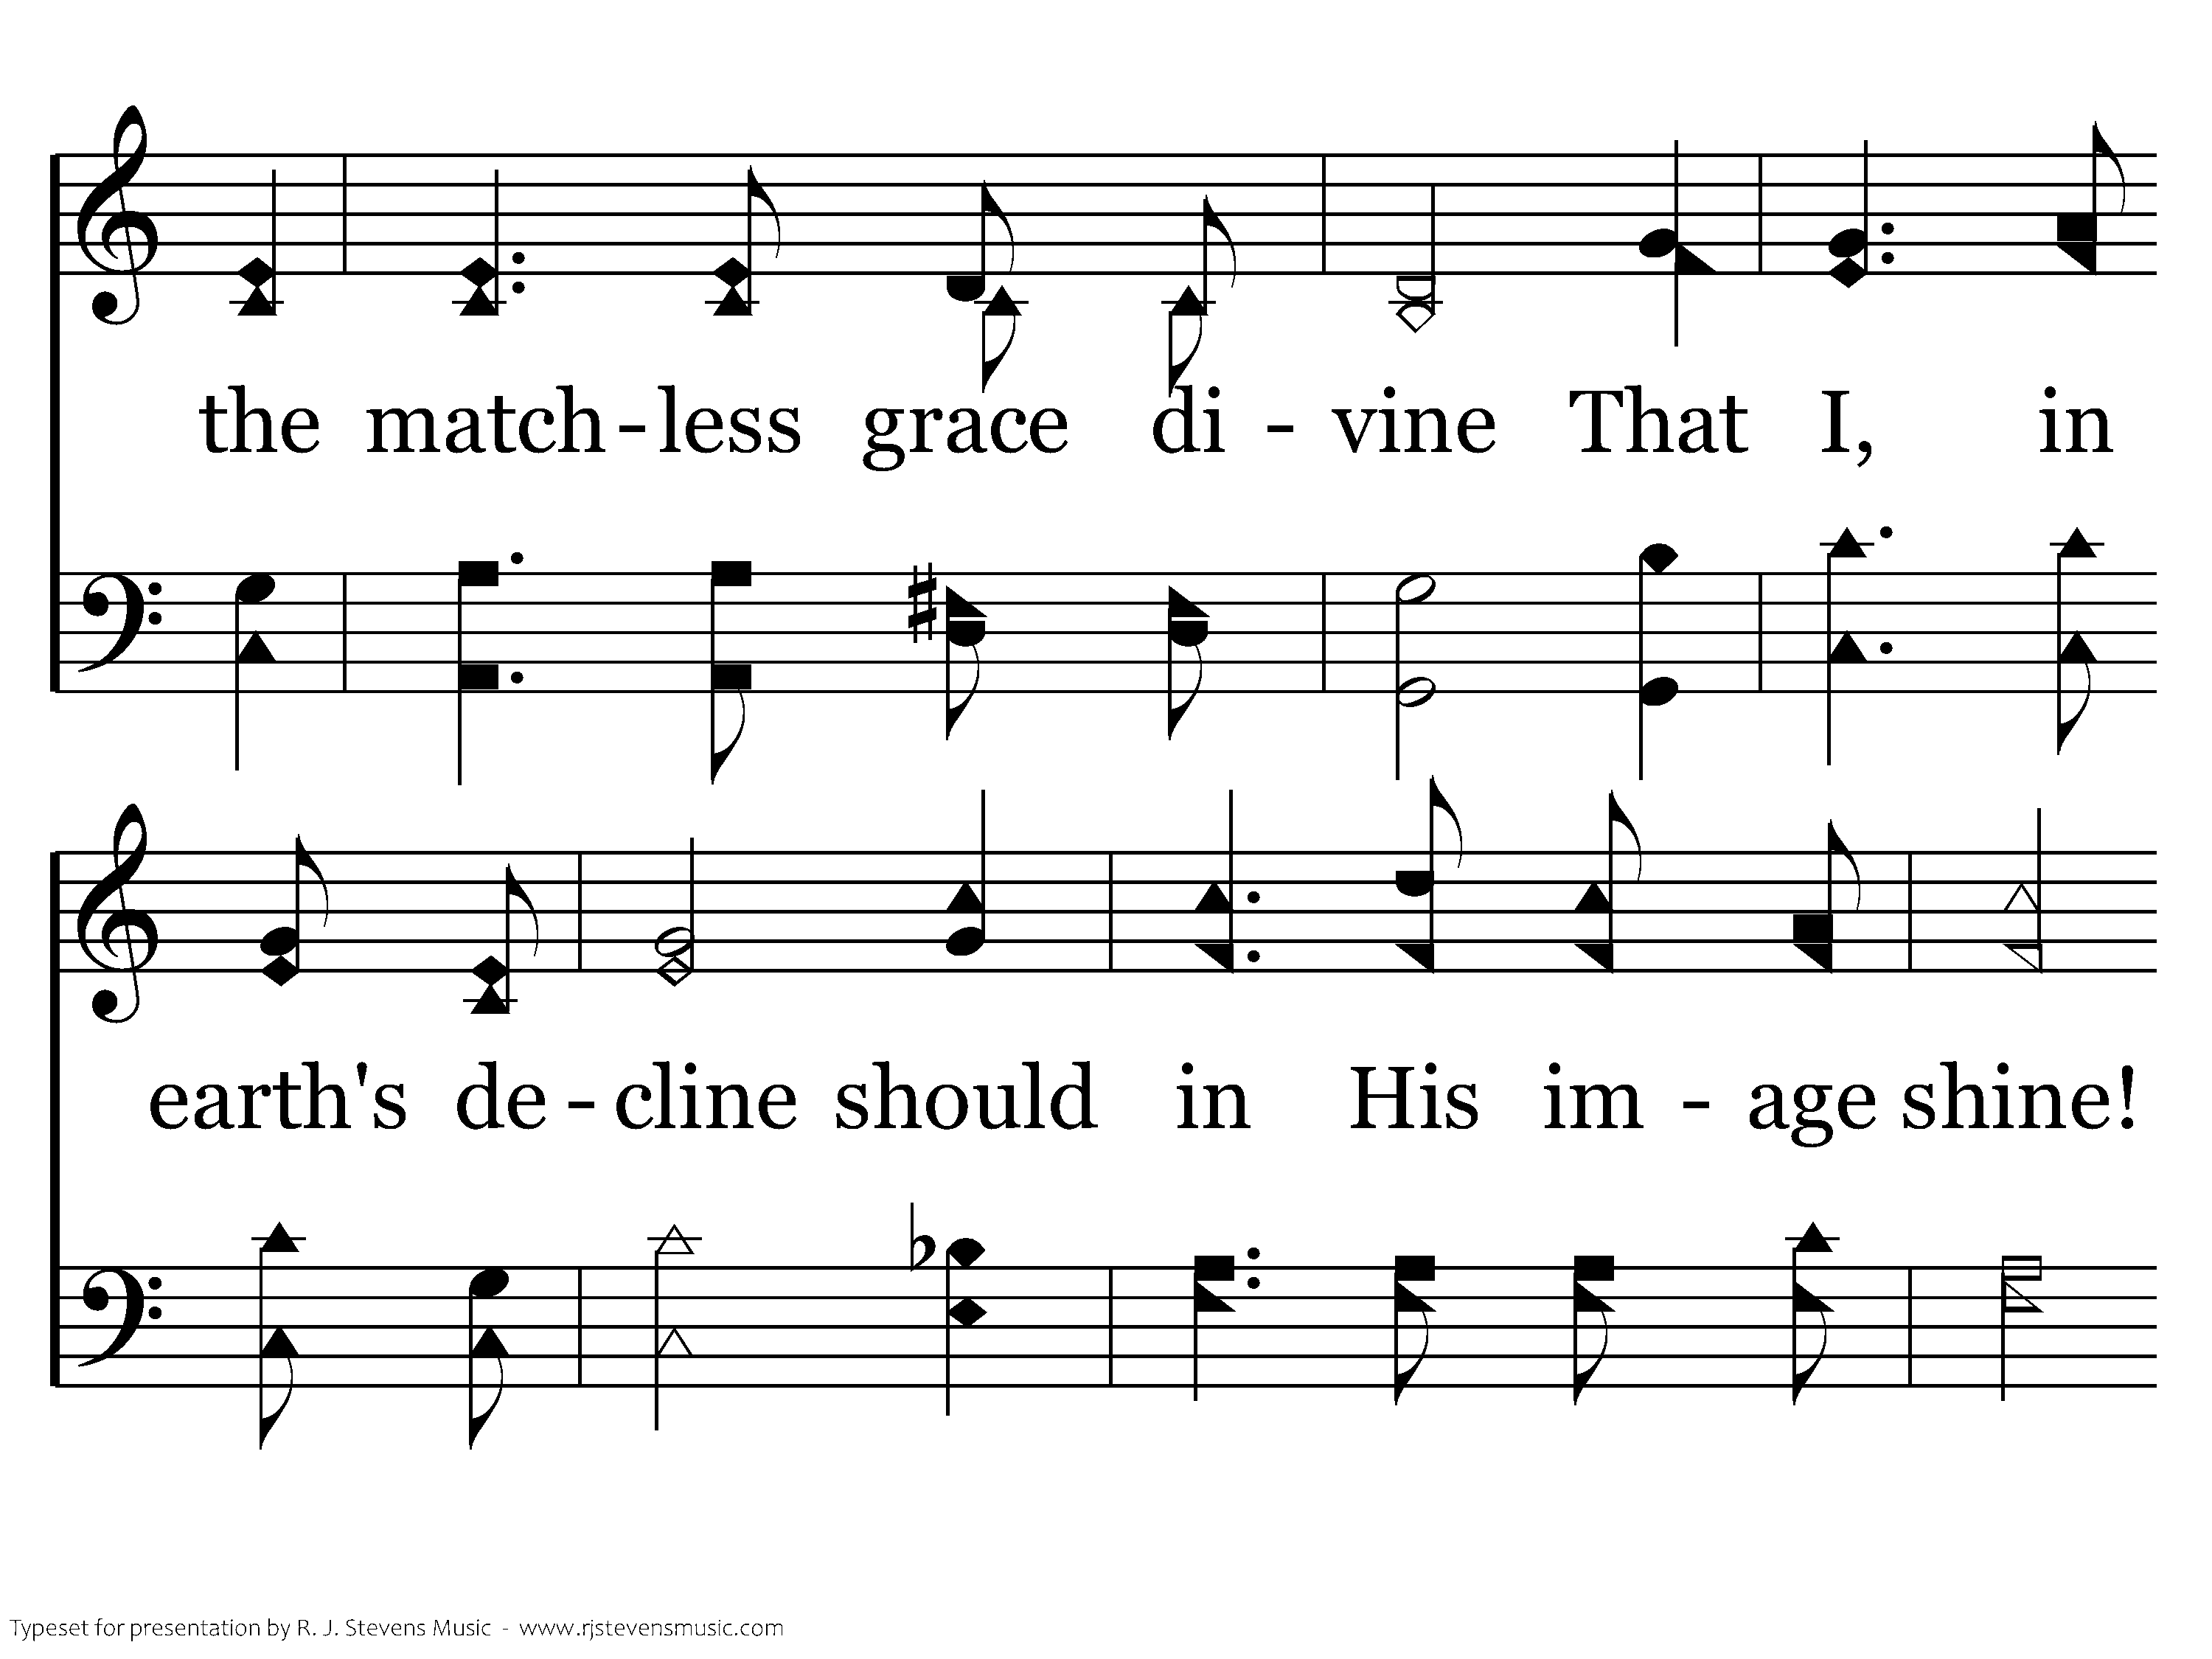 the match-less grace di - vine That I, in
earth's de - cline should in His im - age shine!
Typeset for presentation by R. J. Stevens Music - www.rjstevensmusic.com